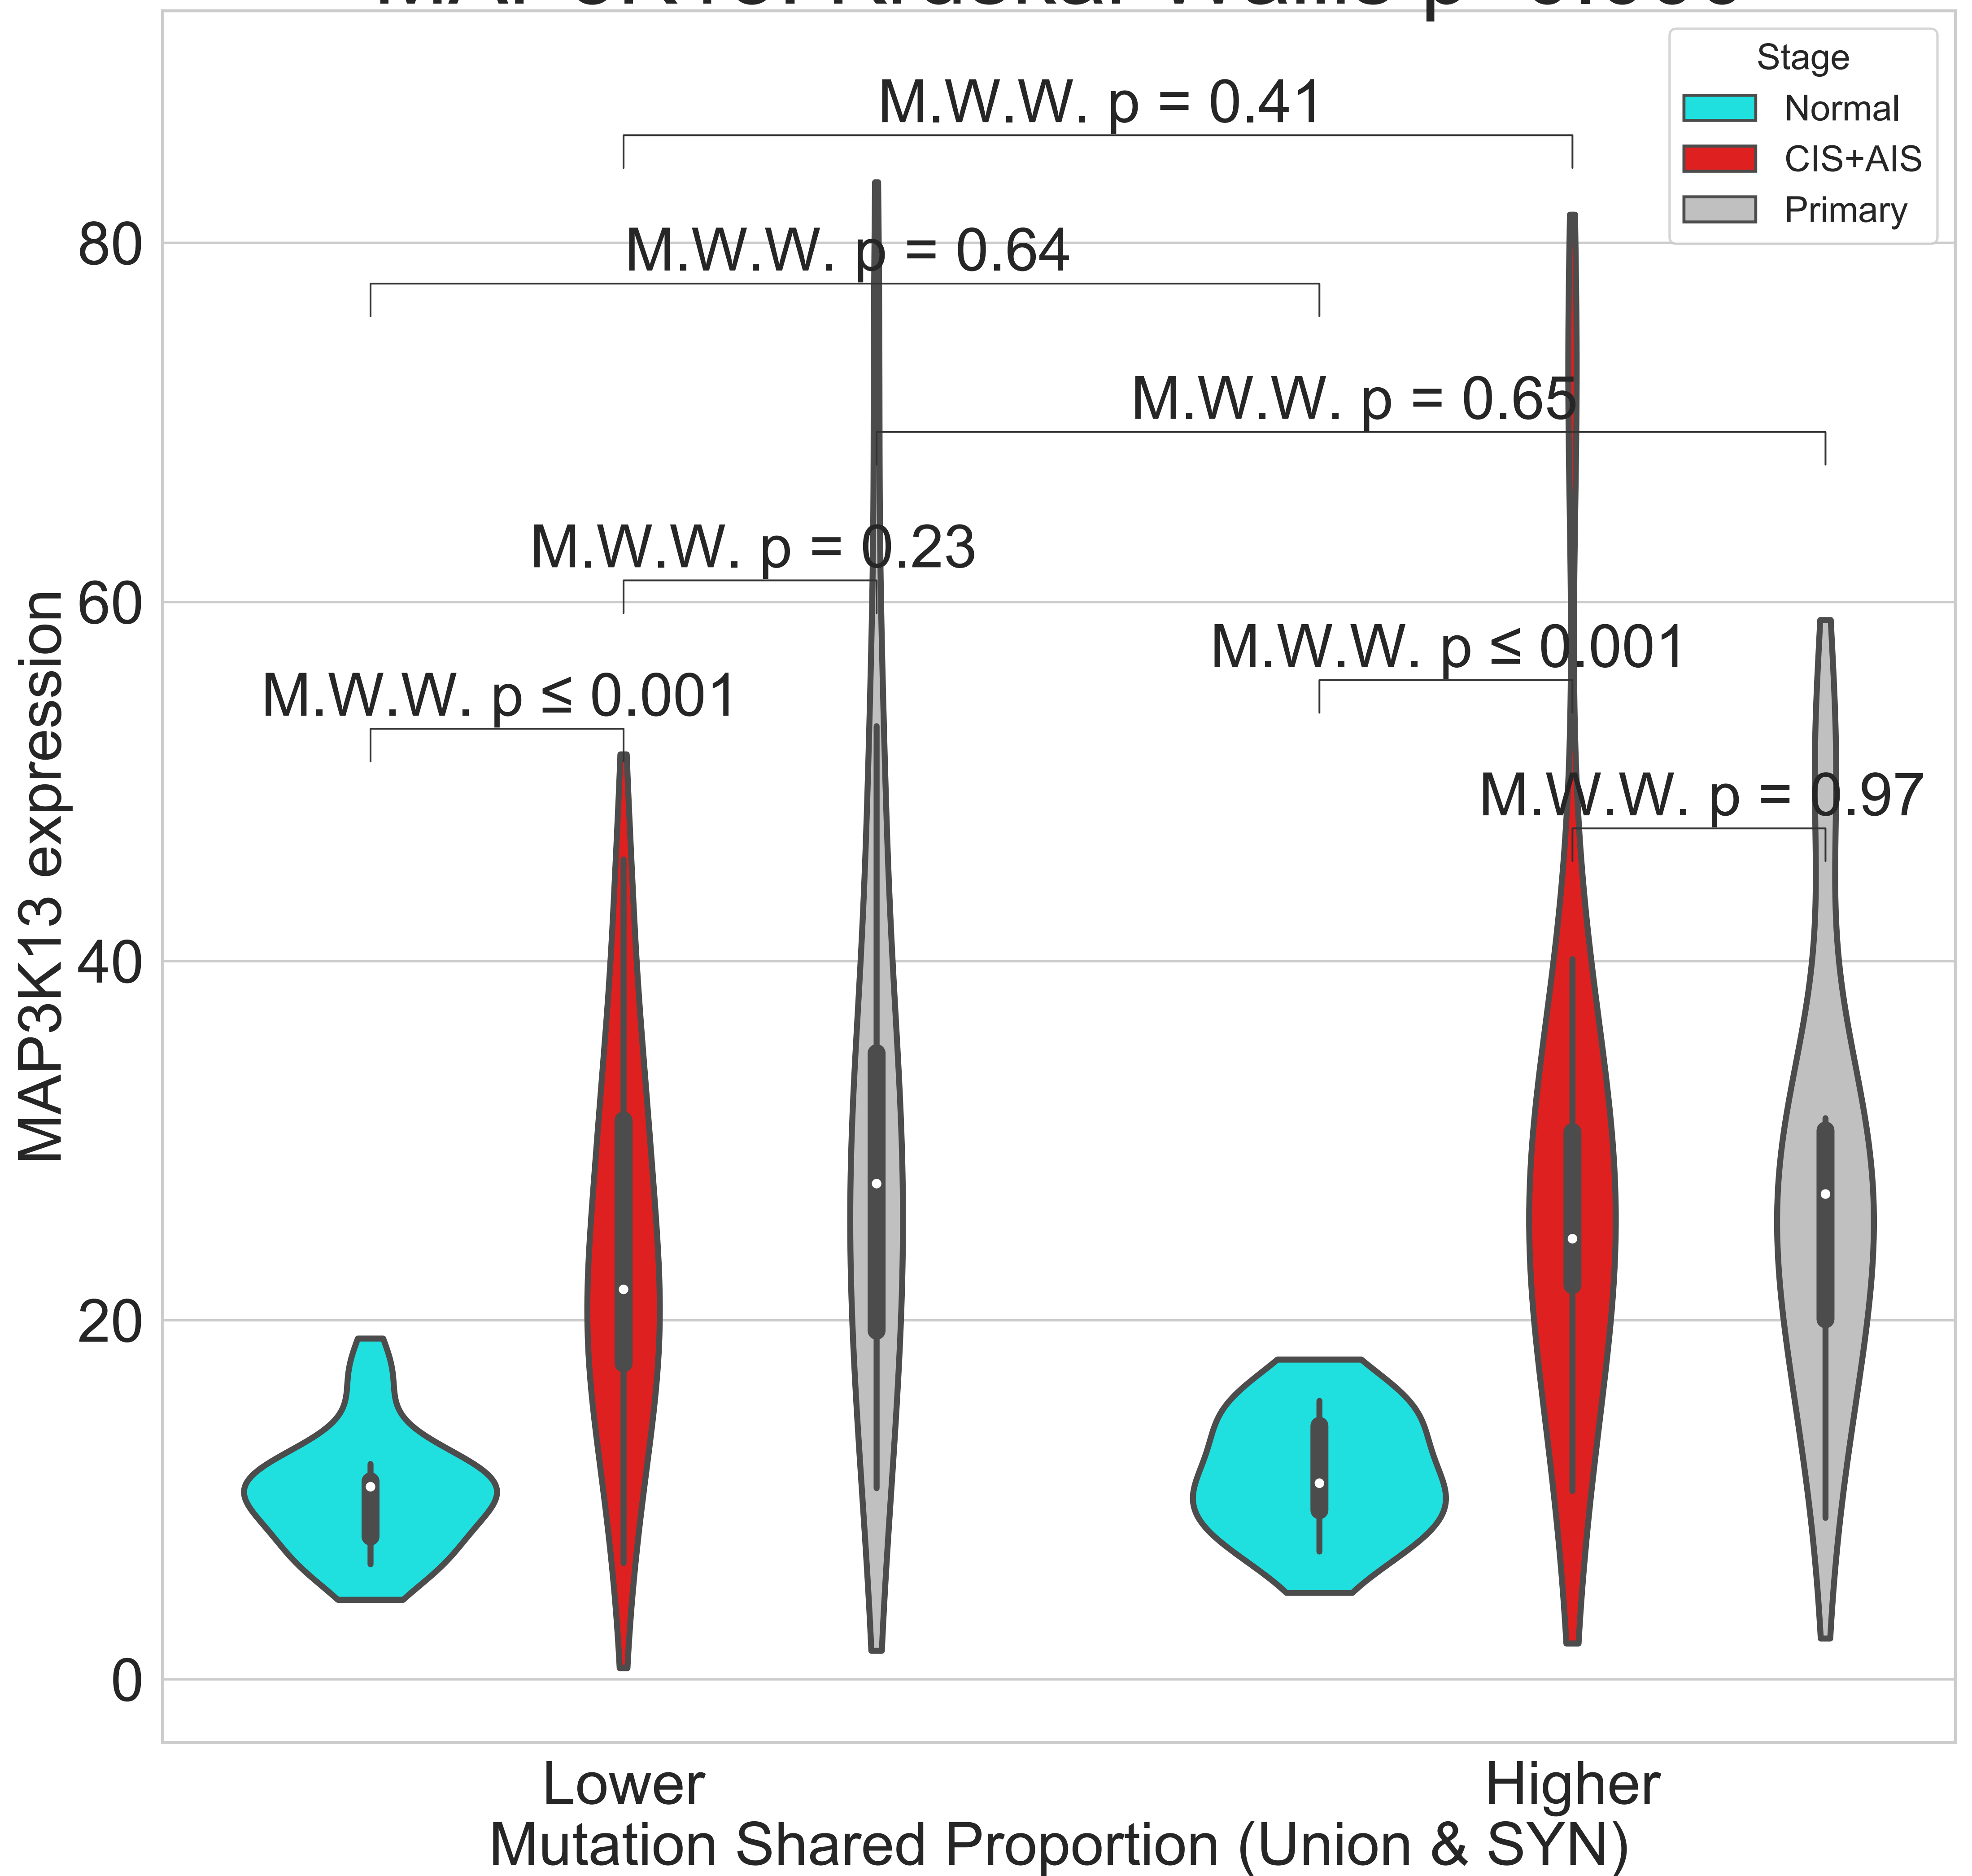 Stage
Normal
CIS+AIS
Primary
M.W.W. p = 0.41
M.W.W. p = 0.64
M.W.W. p = 0.65
M.W.W. p = 0.23
M.W.W. p ≤ 0.001
M.W.W. p ≤ 0.001
M.W.W. p = 0.97
MAP3K13 expression
80
60
40
20
0
Lower
Higher
Mutation Shared Proportion (Union & SYN)